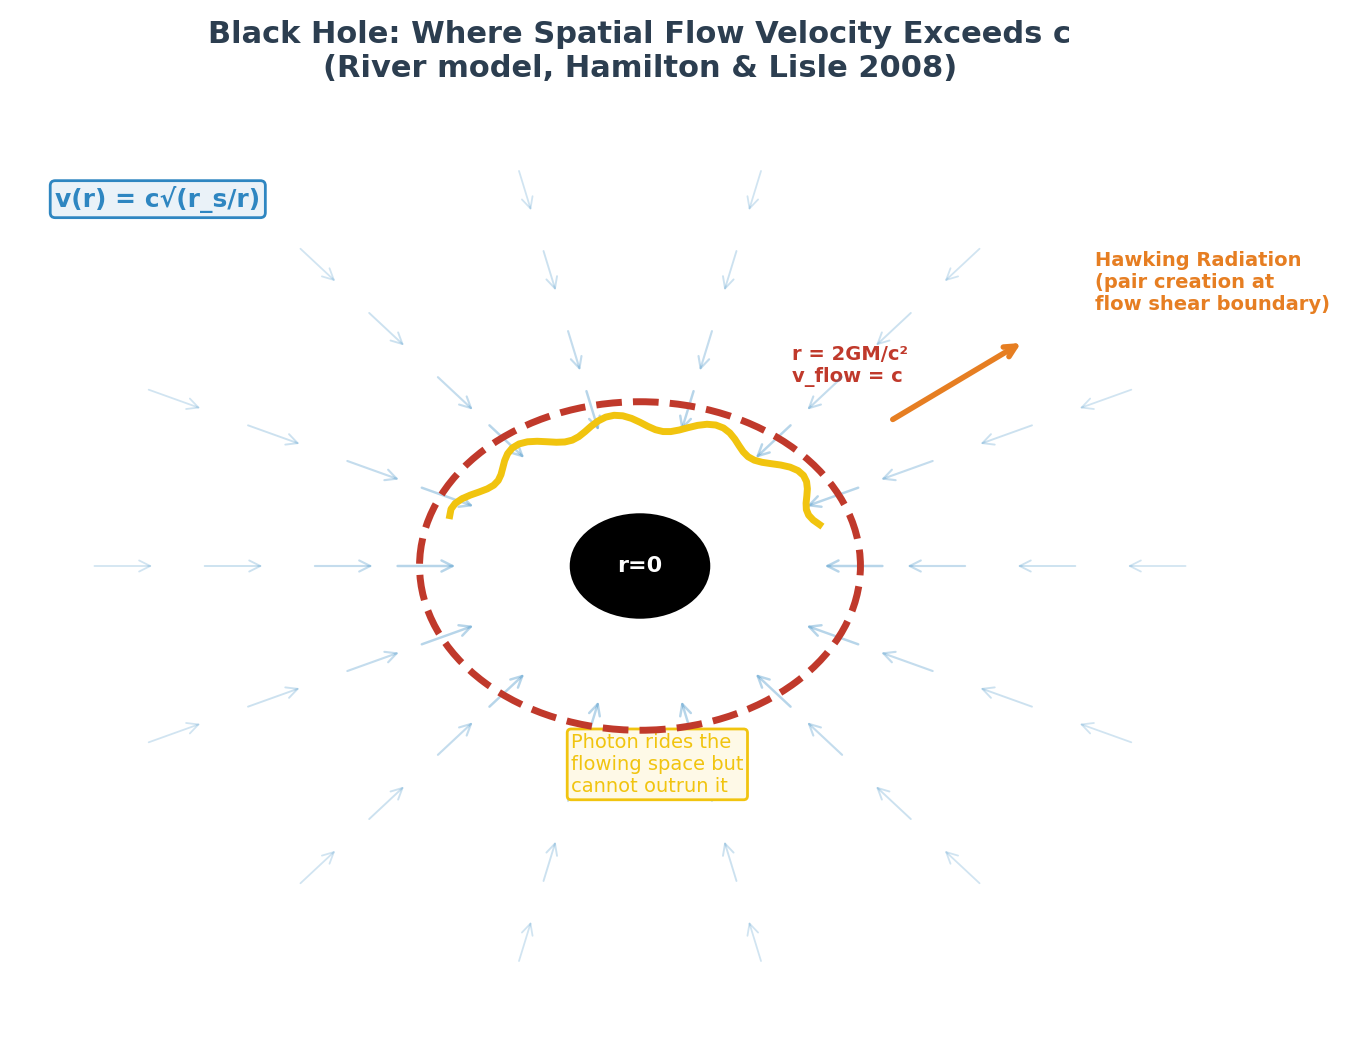 Black Hole: Where Spatial Flow Velocity Exceeds c
(River model, Hamilton & Lisle 2008)
v(r) = c√(r_s/r)
Hawking Radiation
(pair creation at
flow shear boundary)
r = 2GM/c²
v_flow = c
r=0
Photon rides the
flowing space but
cannot outrun it